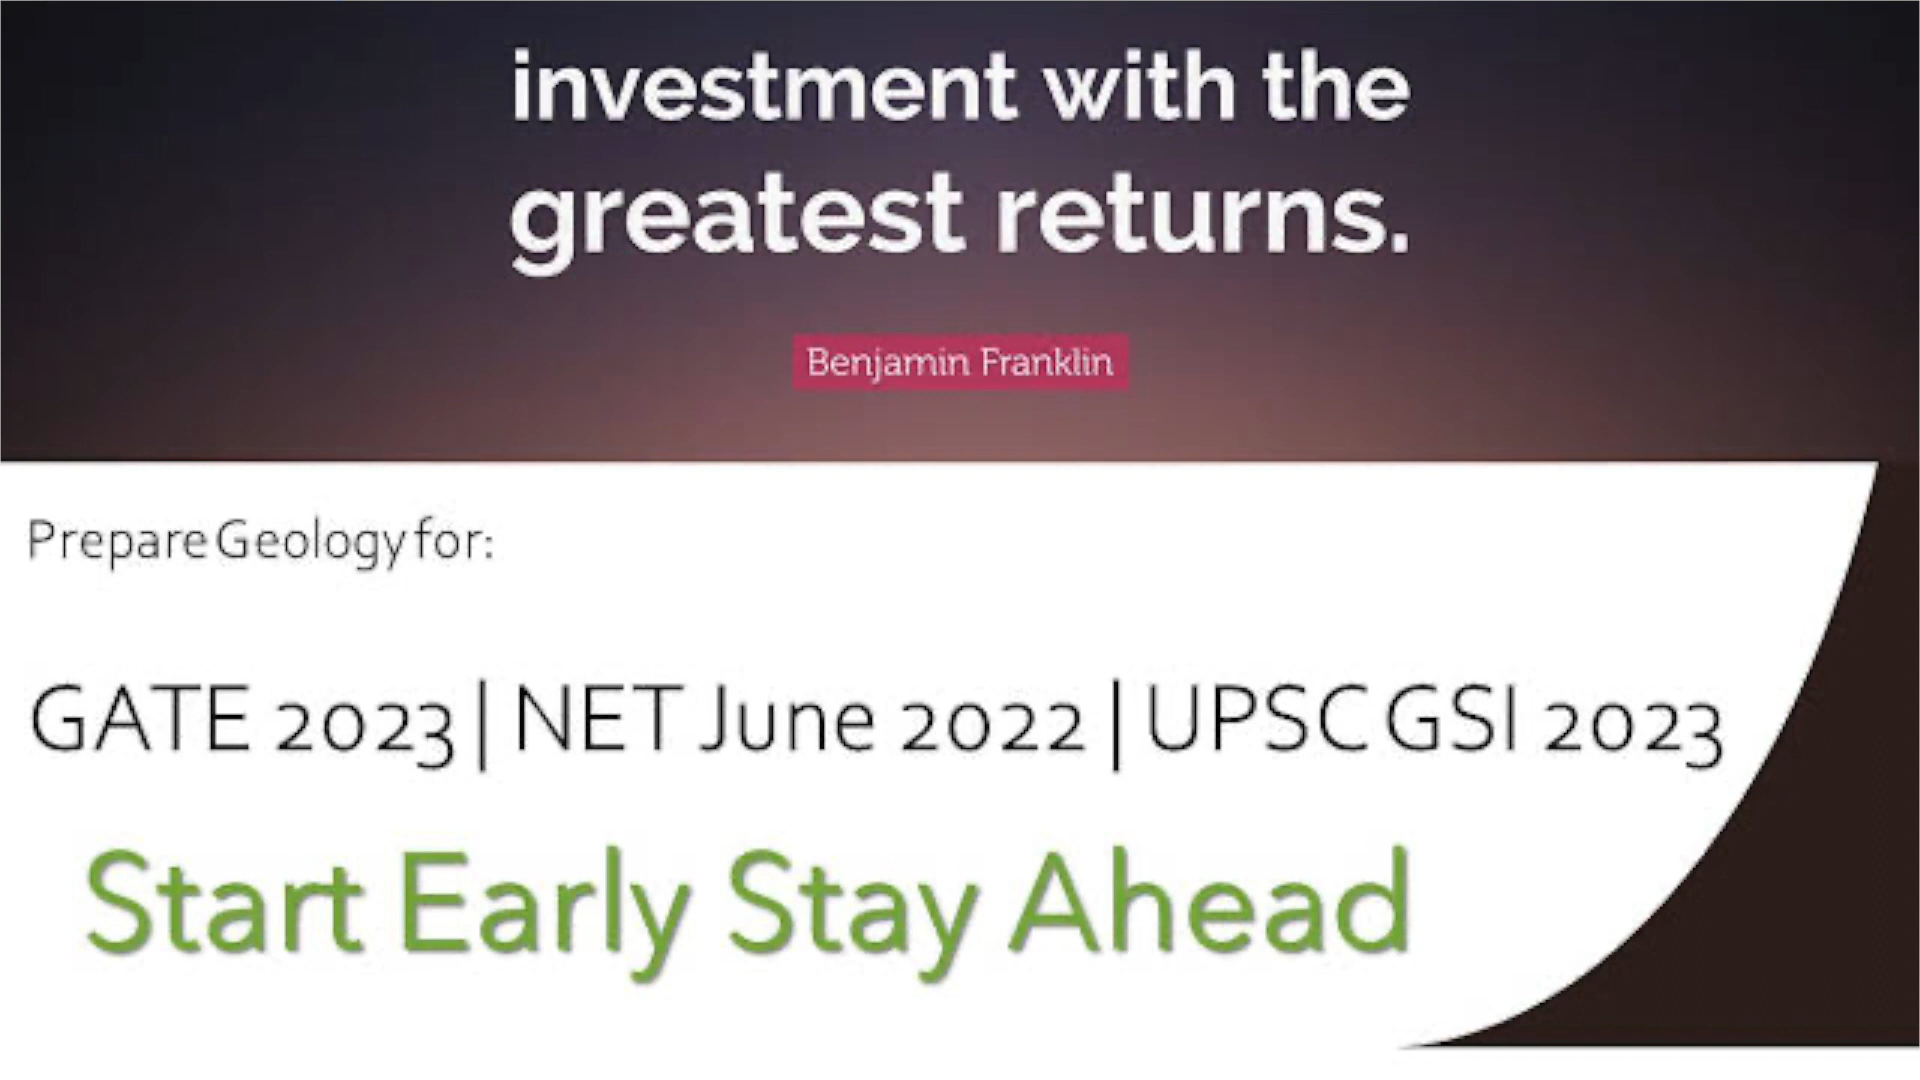 investment with the
greatest returns.
Benjamin Franklin
Prepare Geology for:
GATE 2023 | NET June 2022 | UPSC GSI 2023
Start Early Stay Ahead